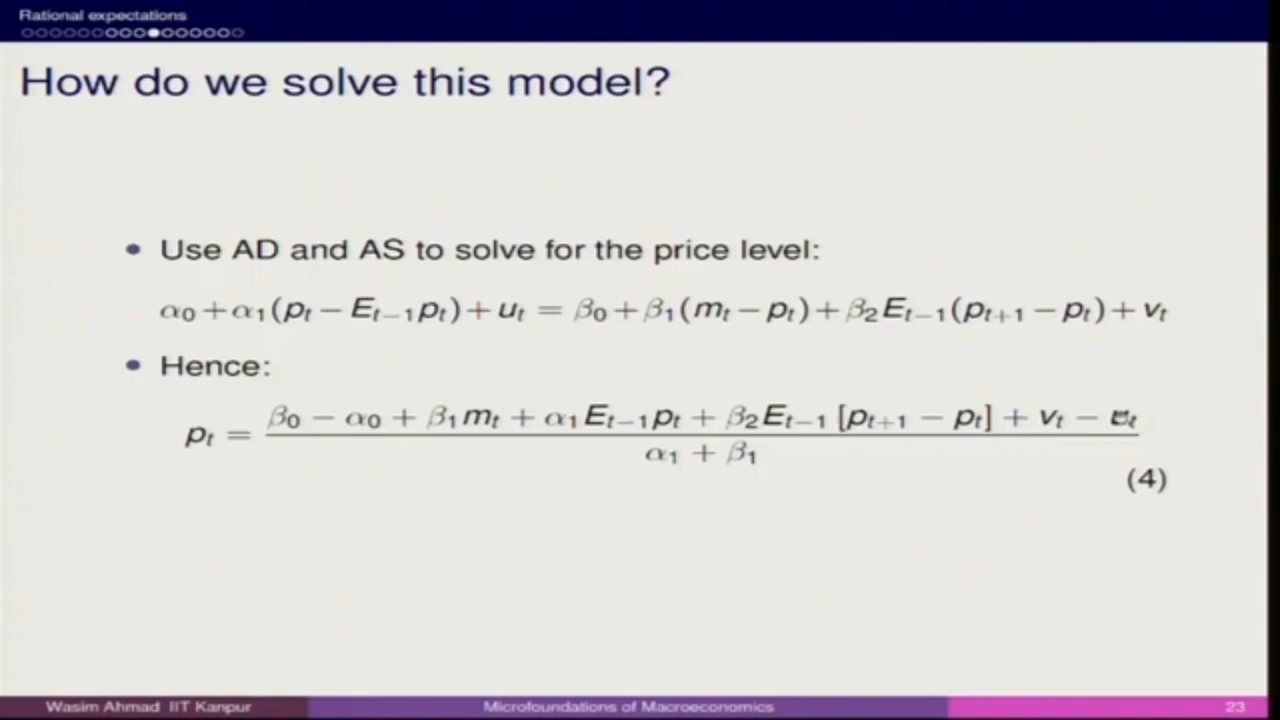 Rational expectations
How do we solve this model?
• Use AD and AS to solve for the price level:
α₀ + α₁(pₜ − Eₜ₋₁pₜ) + uₜ = β₀ + β₁(mₜ − pₜ) + β₂Eₜ₋₁(pₜ₊₁ − pₜ) + vₜ
• Hence:
pₜ = (β₀ − α₀ + β₁mₜ + α₁Eₜ₋₁pₜ + β₂Eₜ₋₁[pₜ₊₁ − pₜ] + vₜ − uₜ) / (α₁ + β₁)
(4)
Wasim Ahmad IIT Kanpur Microfoundations of Macroeconomics 23